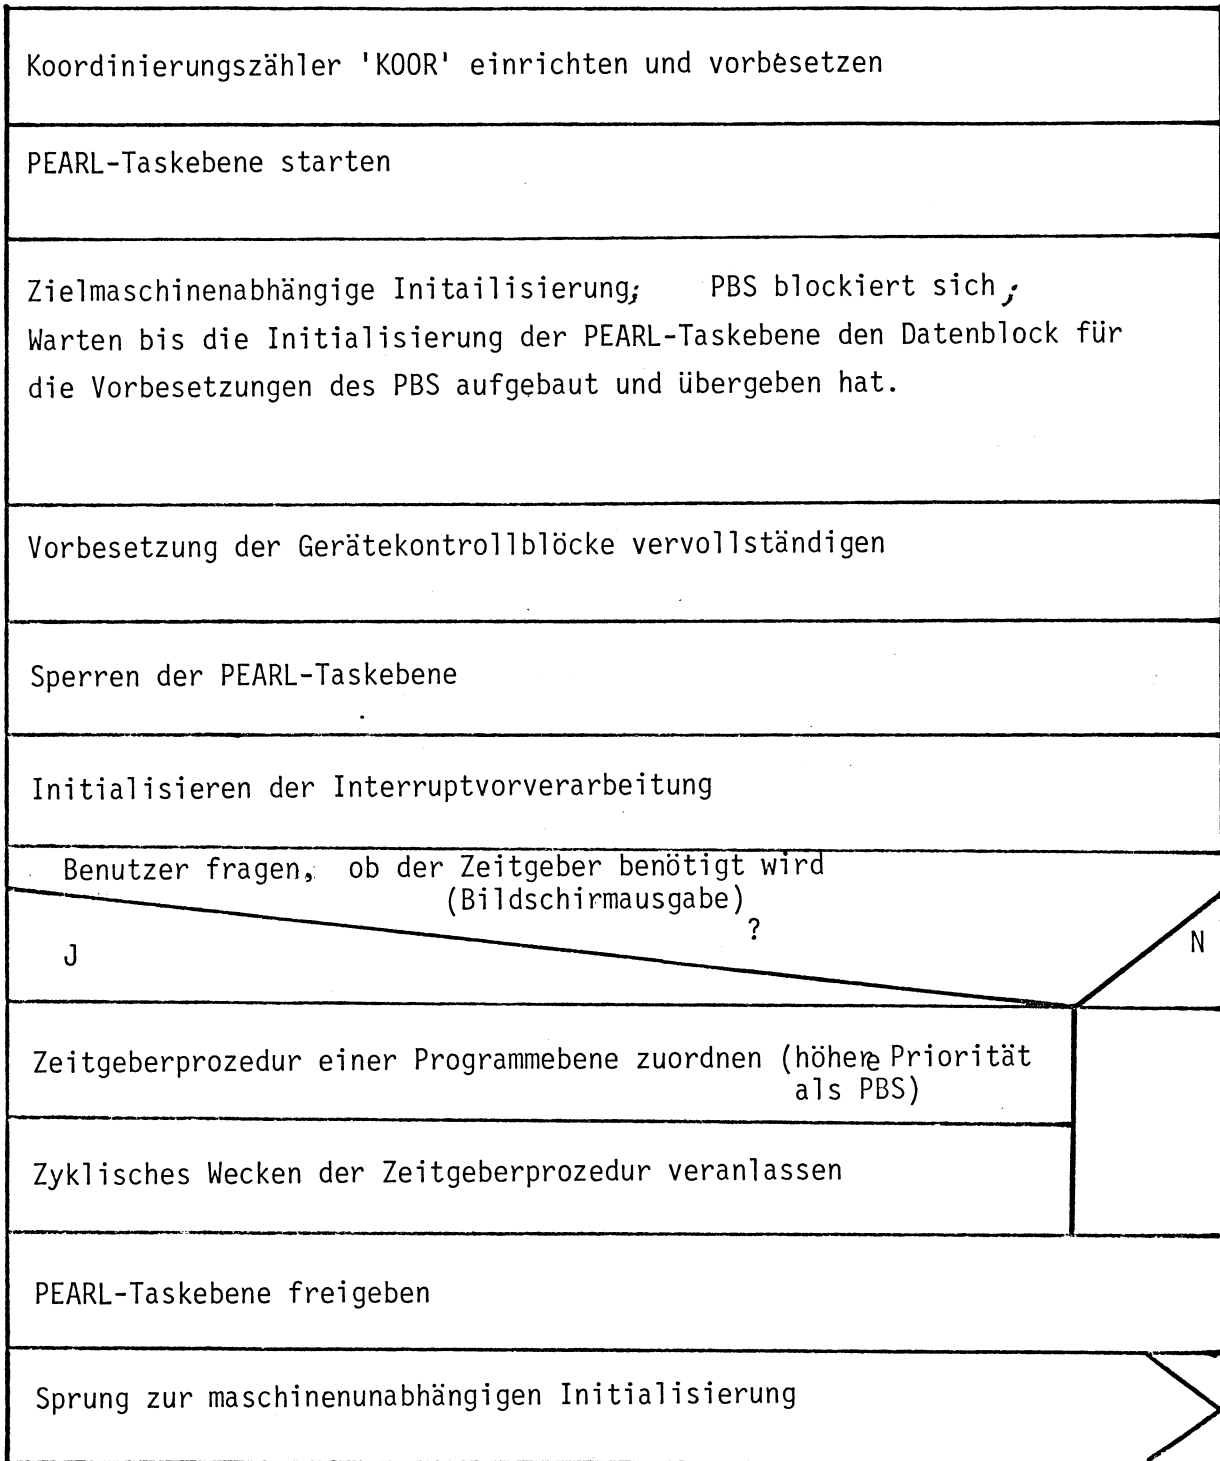 Koordinierungszähler 'KOOR' einrichten und vorbesetzen
PEARL-Taskebene starten
Zielmaschinenabhängige Initailisierung; PBS blockiert sich ;
Warten bis die Initialisierung der PEARL-Taskebene den Datenblock für
die Vorbesetzungen des PBS aufgebaut und übergeben hat.
Vorbesetzung der Gerätekontrollblöcke vervollständigen
Sperren der PEARL-Taskebene
Initialisieren der Interruptvorverarbeitung
Benutzer fragen, ob der Zeitgeber benötigt wird
(Bildschirmausgabe)
?
J
N
Zeitgeberprozedur einer Programmebene zuordnen (höhere Priorität
als PBS)
Zyklisches Wecken der Zeitgeberprozedur veranlassen
PEARL-Taskebene freigeben
Sprung zur maschinenunabhängigen Initialisierung